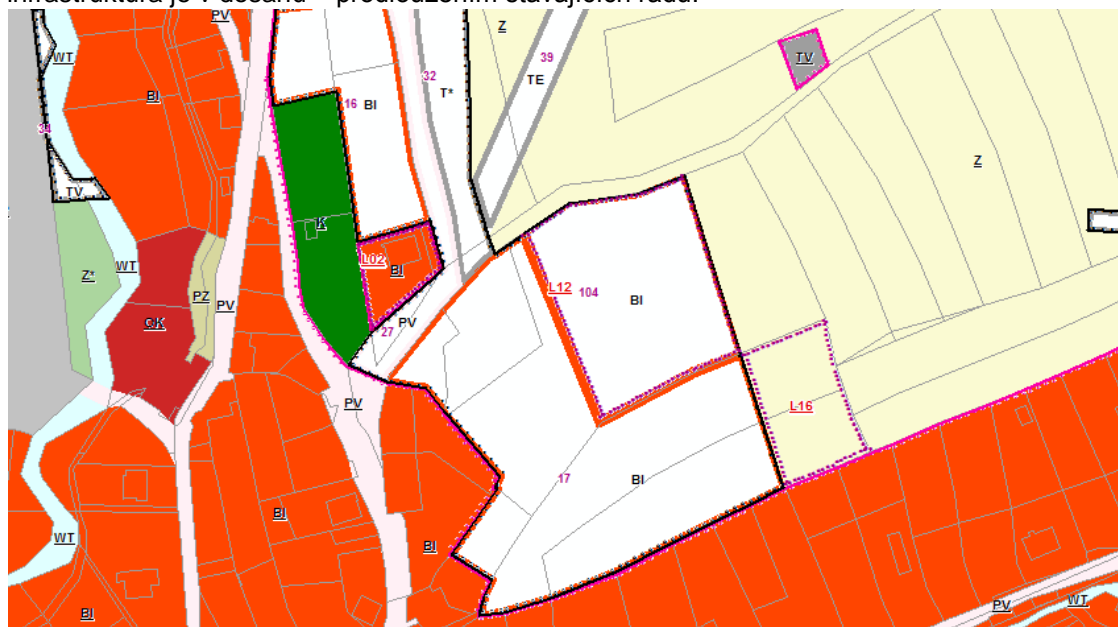 infrastruktura je v dosahu – prodloužením stávajících řadů.
PV
Z
WT
39
32
TV
TE
BI
16
BI
T*
34
Z
TV
K
L02
BI
WT
Z*
L12
104
BI
PZ
PV
PV
OK
27
PV
L16
17
BI
BI
BI
WT
BI
PV
WT